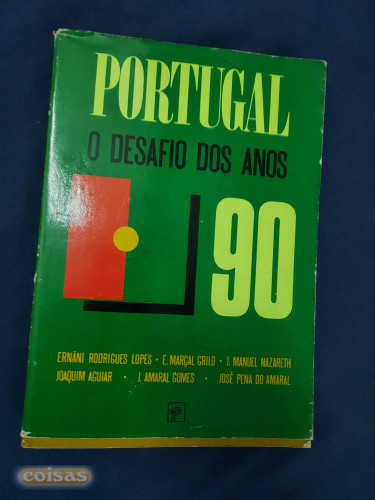 PORTUGAL
O DESAFIO DOS ANOS
90
ERNÂNI RODRIGUES LOPES · E. MARÇAL GRILO · J. MANUEL NAZARETH
JOAQUIM AGUIAR · J. AMARAL GOMES · JOSÉ PENA DO AMARAL
coisas